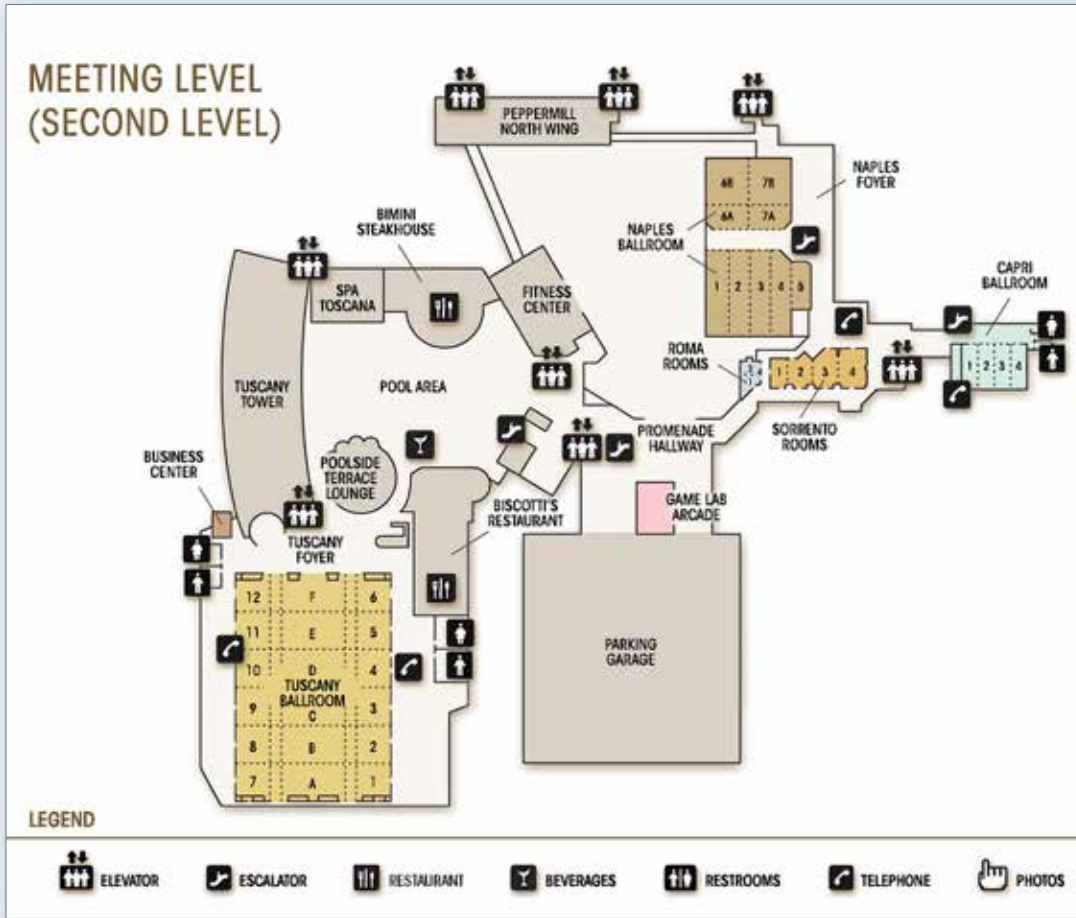 MEETING LEVEL
(SECOND LEVEL)
PEPPERMILL
NORTH WING
NAPLES
FOYER
6B
7B
6A
7A
NAPLES
BALLROOM
1 2 3 4 5
BIMINI
STEAKHOUSE
SPA
TOSCANA
FITNESS
CENTER
CAPRI
BALLROOM
1 2 3 4
ROMA
ROOMS
1 2 3 4
SORRENTO
ROOMS
TUSCANY
TOWER
POOL AREA
PROMENADE
HALLWAY
BUSINESS
CENTER
POOLSIDE
TERRACE
LOUNGE
BISCOTTI'S
RESTAURANT
GAME LAB
ARCADE
TUSCANY
FOYER
12 F 6
11 E 5
10 D 4
TUSCANY
BALLROOM
9 C 3
8 B 2
7 A 1
PARKING
GARAGE
LEGEND
ELEVATOR
ESCALATOR
RESTAURANT
BEVERAGES
RESTROOMS
TELEPHONE
PHOTOS